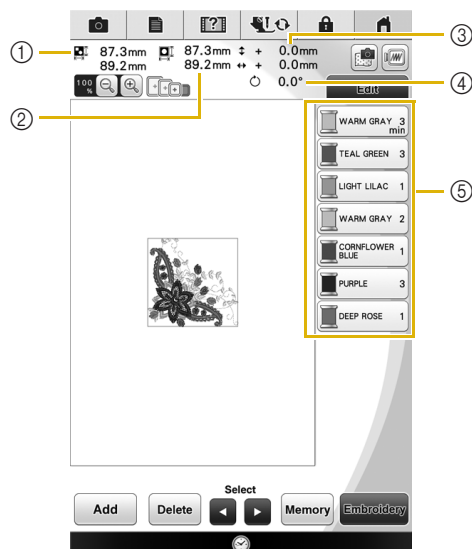 ①
87.3mm
87.3mm
+ 0.0mm
③
89.2mm
89.2mm
+ 0.0mm
100 %
0.0°
④
②
Edit
WARM GRAY 3 min
TEAL GREEN 3
LIGHT LILAC 1
⑤
WARM GRAY 2
CORNFLOWER BLUE 1
PURPLE 3
DEEP ROSE 1
Select
Add
Delete
Memory
Embroidery